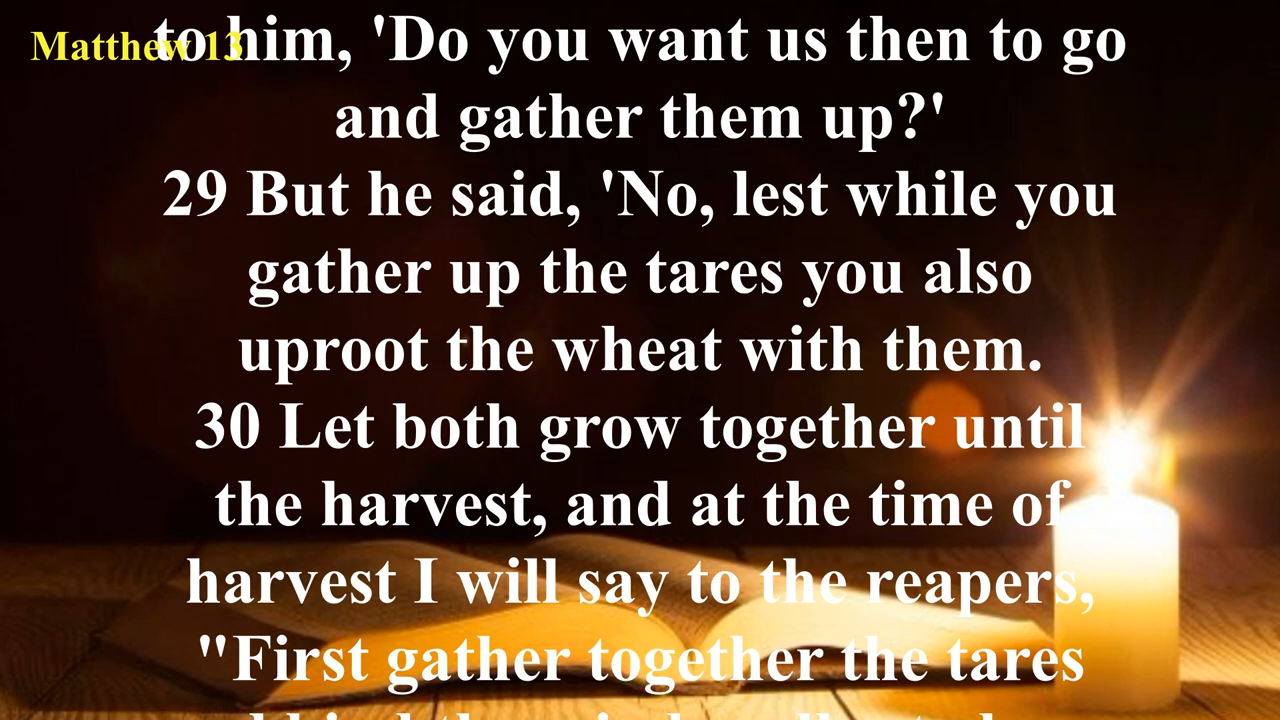 Matthew 13
to him, 'Do you want us then to go
and gather them up?'
29 But he said, 'No, lest while you
gather up the tares you also
uproot the wheat with them.
30 Let both grow together until
the harvest, and at the time of
harvest I will say to the reapers,
"First gather together the tares